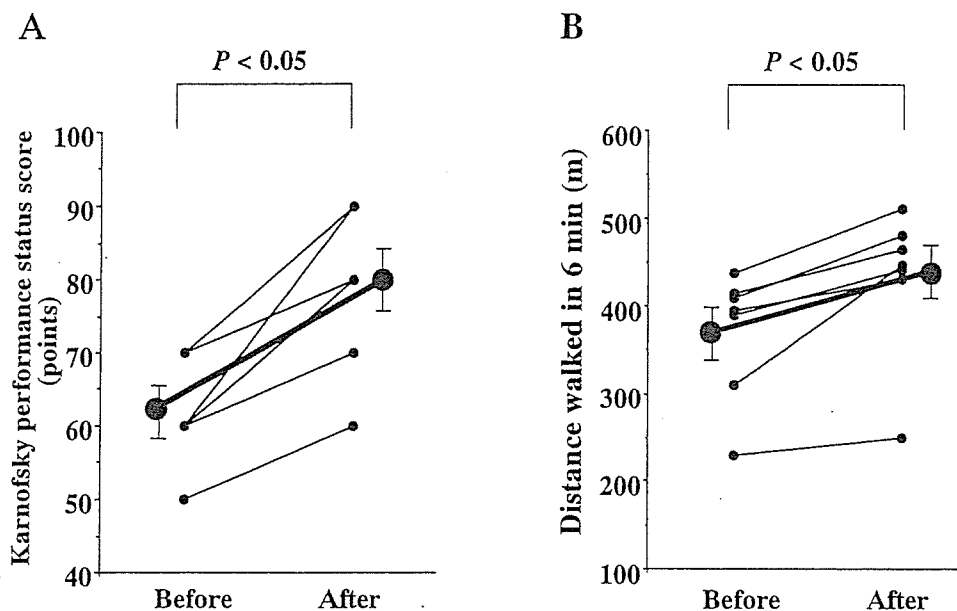 A
P < 0.05
Karnofsky performance status score
(points)
100
90
80
70
60
50
40
Before
After
B
P < 0.05
Distance walked in 6 min (m)
600
500
400
300
200
100
Before
After